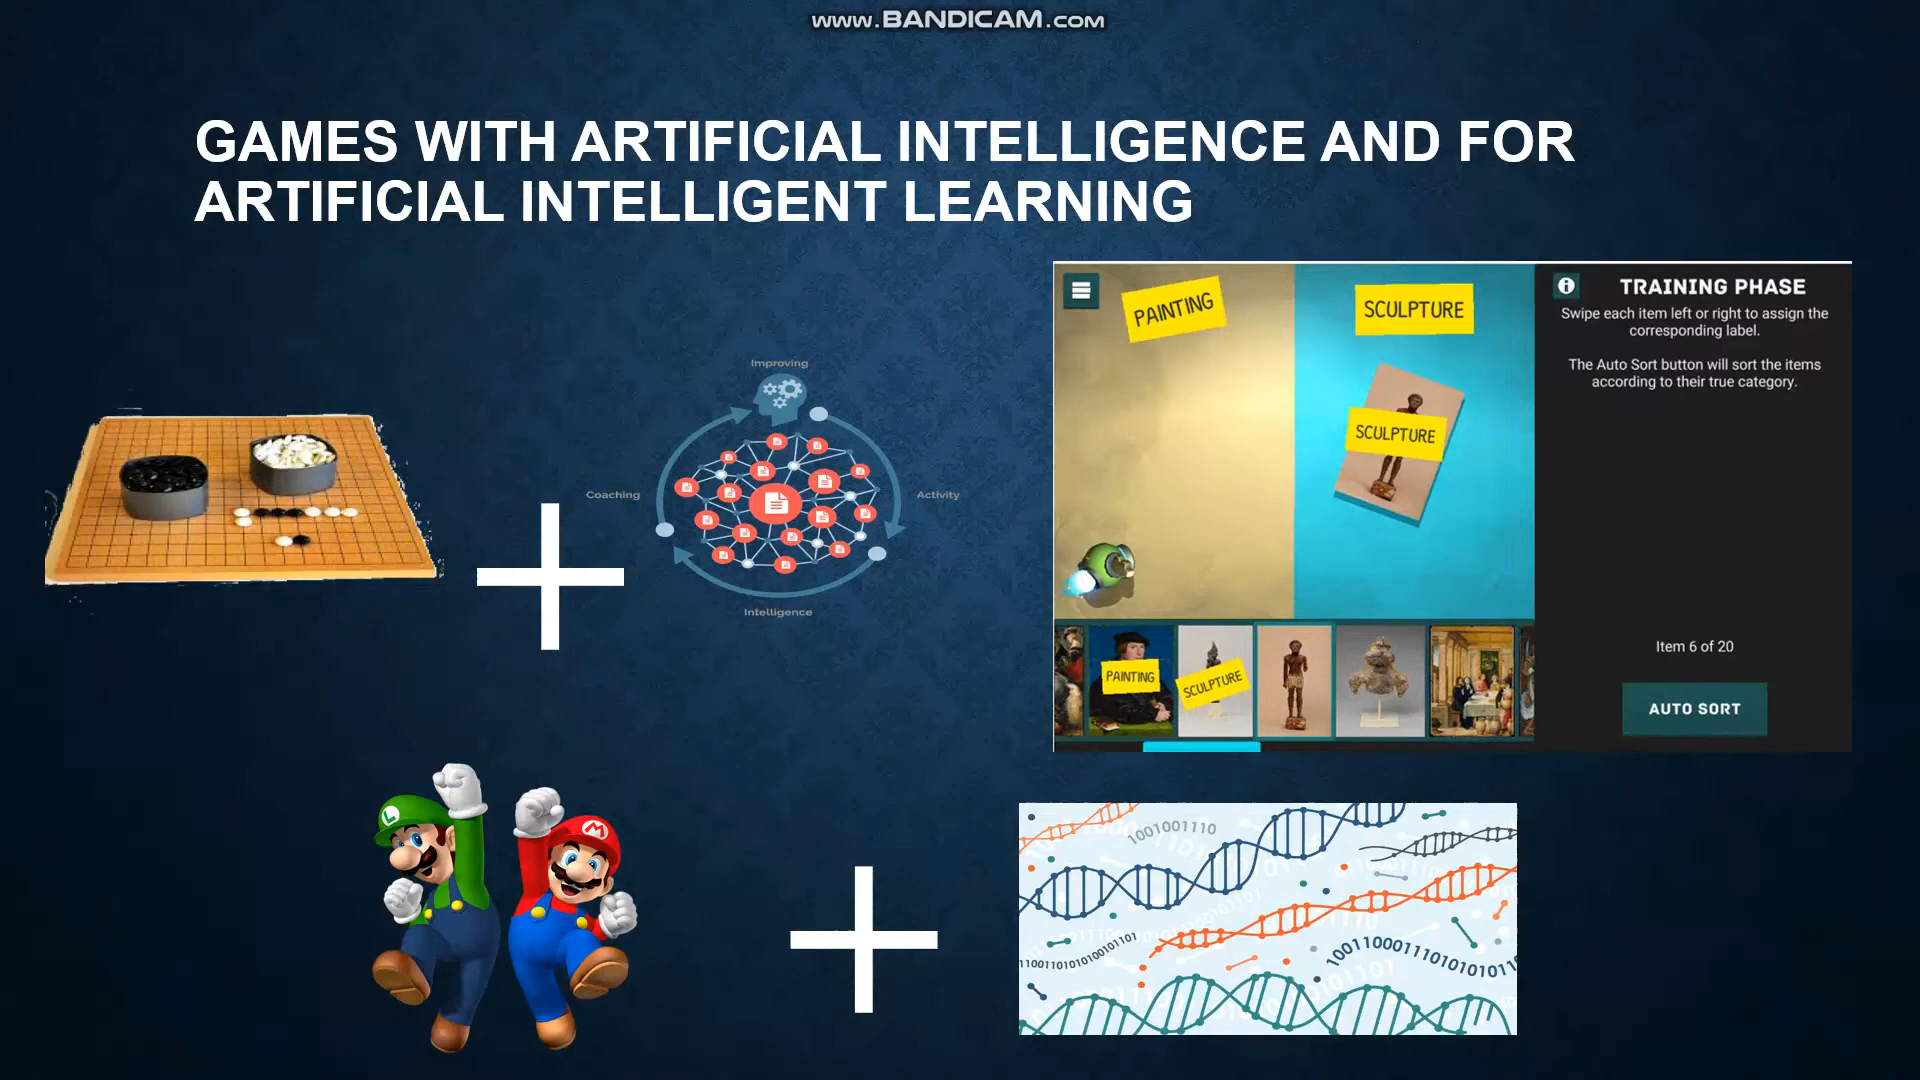 www.BANDICAM.com
GAMES WITH ARTIFICIAL INTELLIGENCE AND FOR
ARTIFICIAL INTELLIGENT LEARNING
Improving
Coaching
Activity
Intelligence
PAINTING
SCULPTURE
SCULPTURE
PAINTING
SCULPTURE
TRAINING PHASE
Swipe each item left or right to assign the
corresponding label.
The Auto Sort button will sort the items
according to their true category.
Item 6 of 20
AUTO SORT
L
M
1001001110